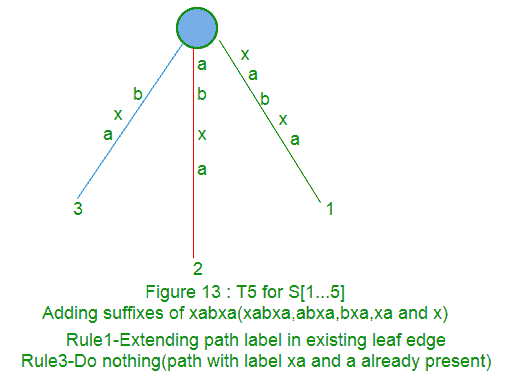 a
b
x
a
b
x
a
x
a
b
x
a
3
2
1
Figure 13 : T5 for S[1...5]
Adding suffixes of xabxa(xabxa,abxa,bxa,xa and x)
Rule1-Extending path label in existing leaf edge
Rule3-Do nothing(path with label xa and a already present)